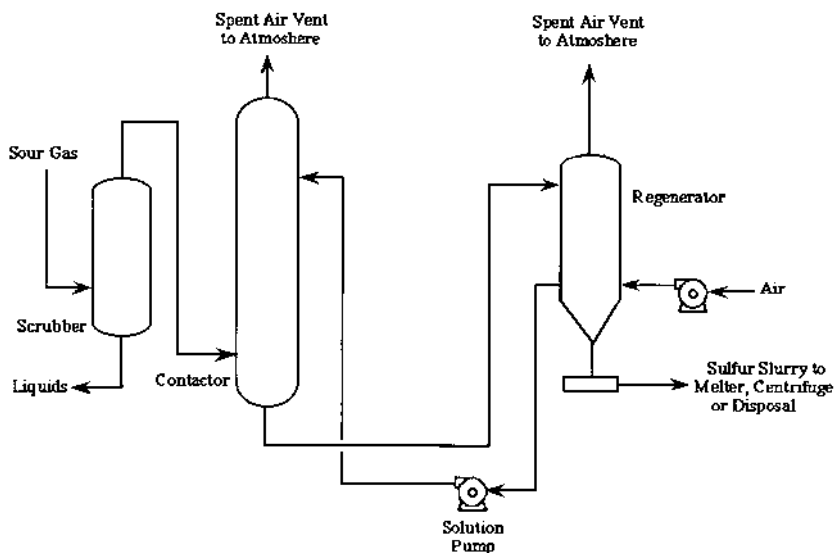 Spent Air Vent
to Atmoshere
Spent Air Vent
to Atmoshere
Sour Gas
Regenerator
Air
Scrubber
Liquids
Contactor
Sulfur Slurry to
Melter, Centrifuge
or Disposal
Solution
Pump